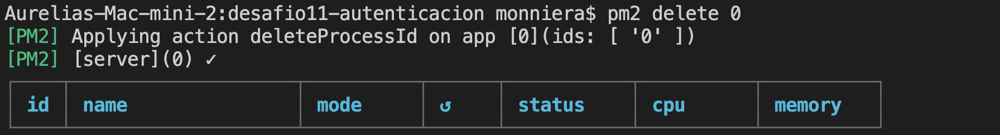 Aurelias-Mac-mini-2:desafio11-autenticacion monniera$ pm2 delete 0
[PM2] Applying action deleteProcessId on app [0](ids: [ '0' ])
[PM2] [server](0) ✓
id name mode ↺ status cpu memory